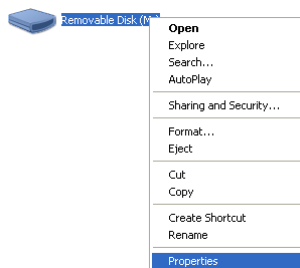 Removable Disk (M
Open
Explore
Search...
AutoPlay
Sharing and Security...
Format...
Eject
Cut
Copy
Create Shortcut
Rename
Properties